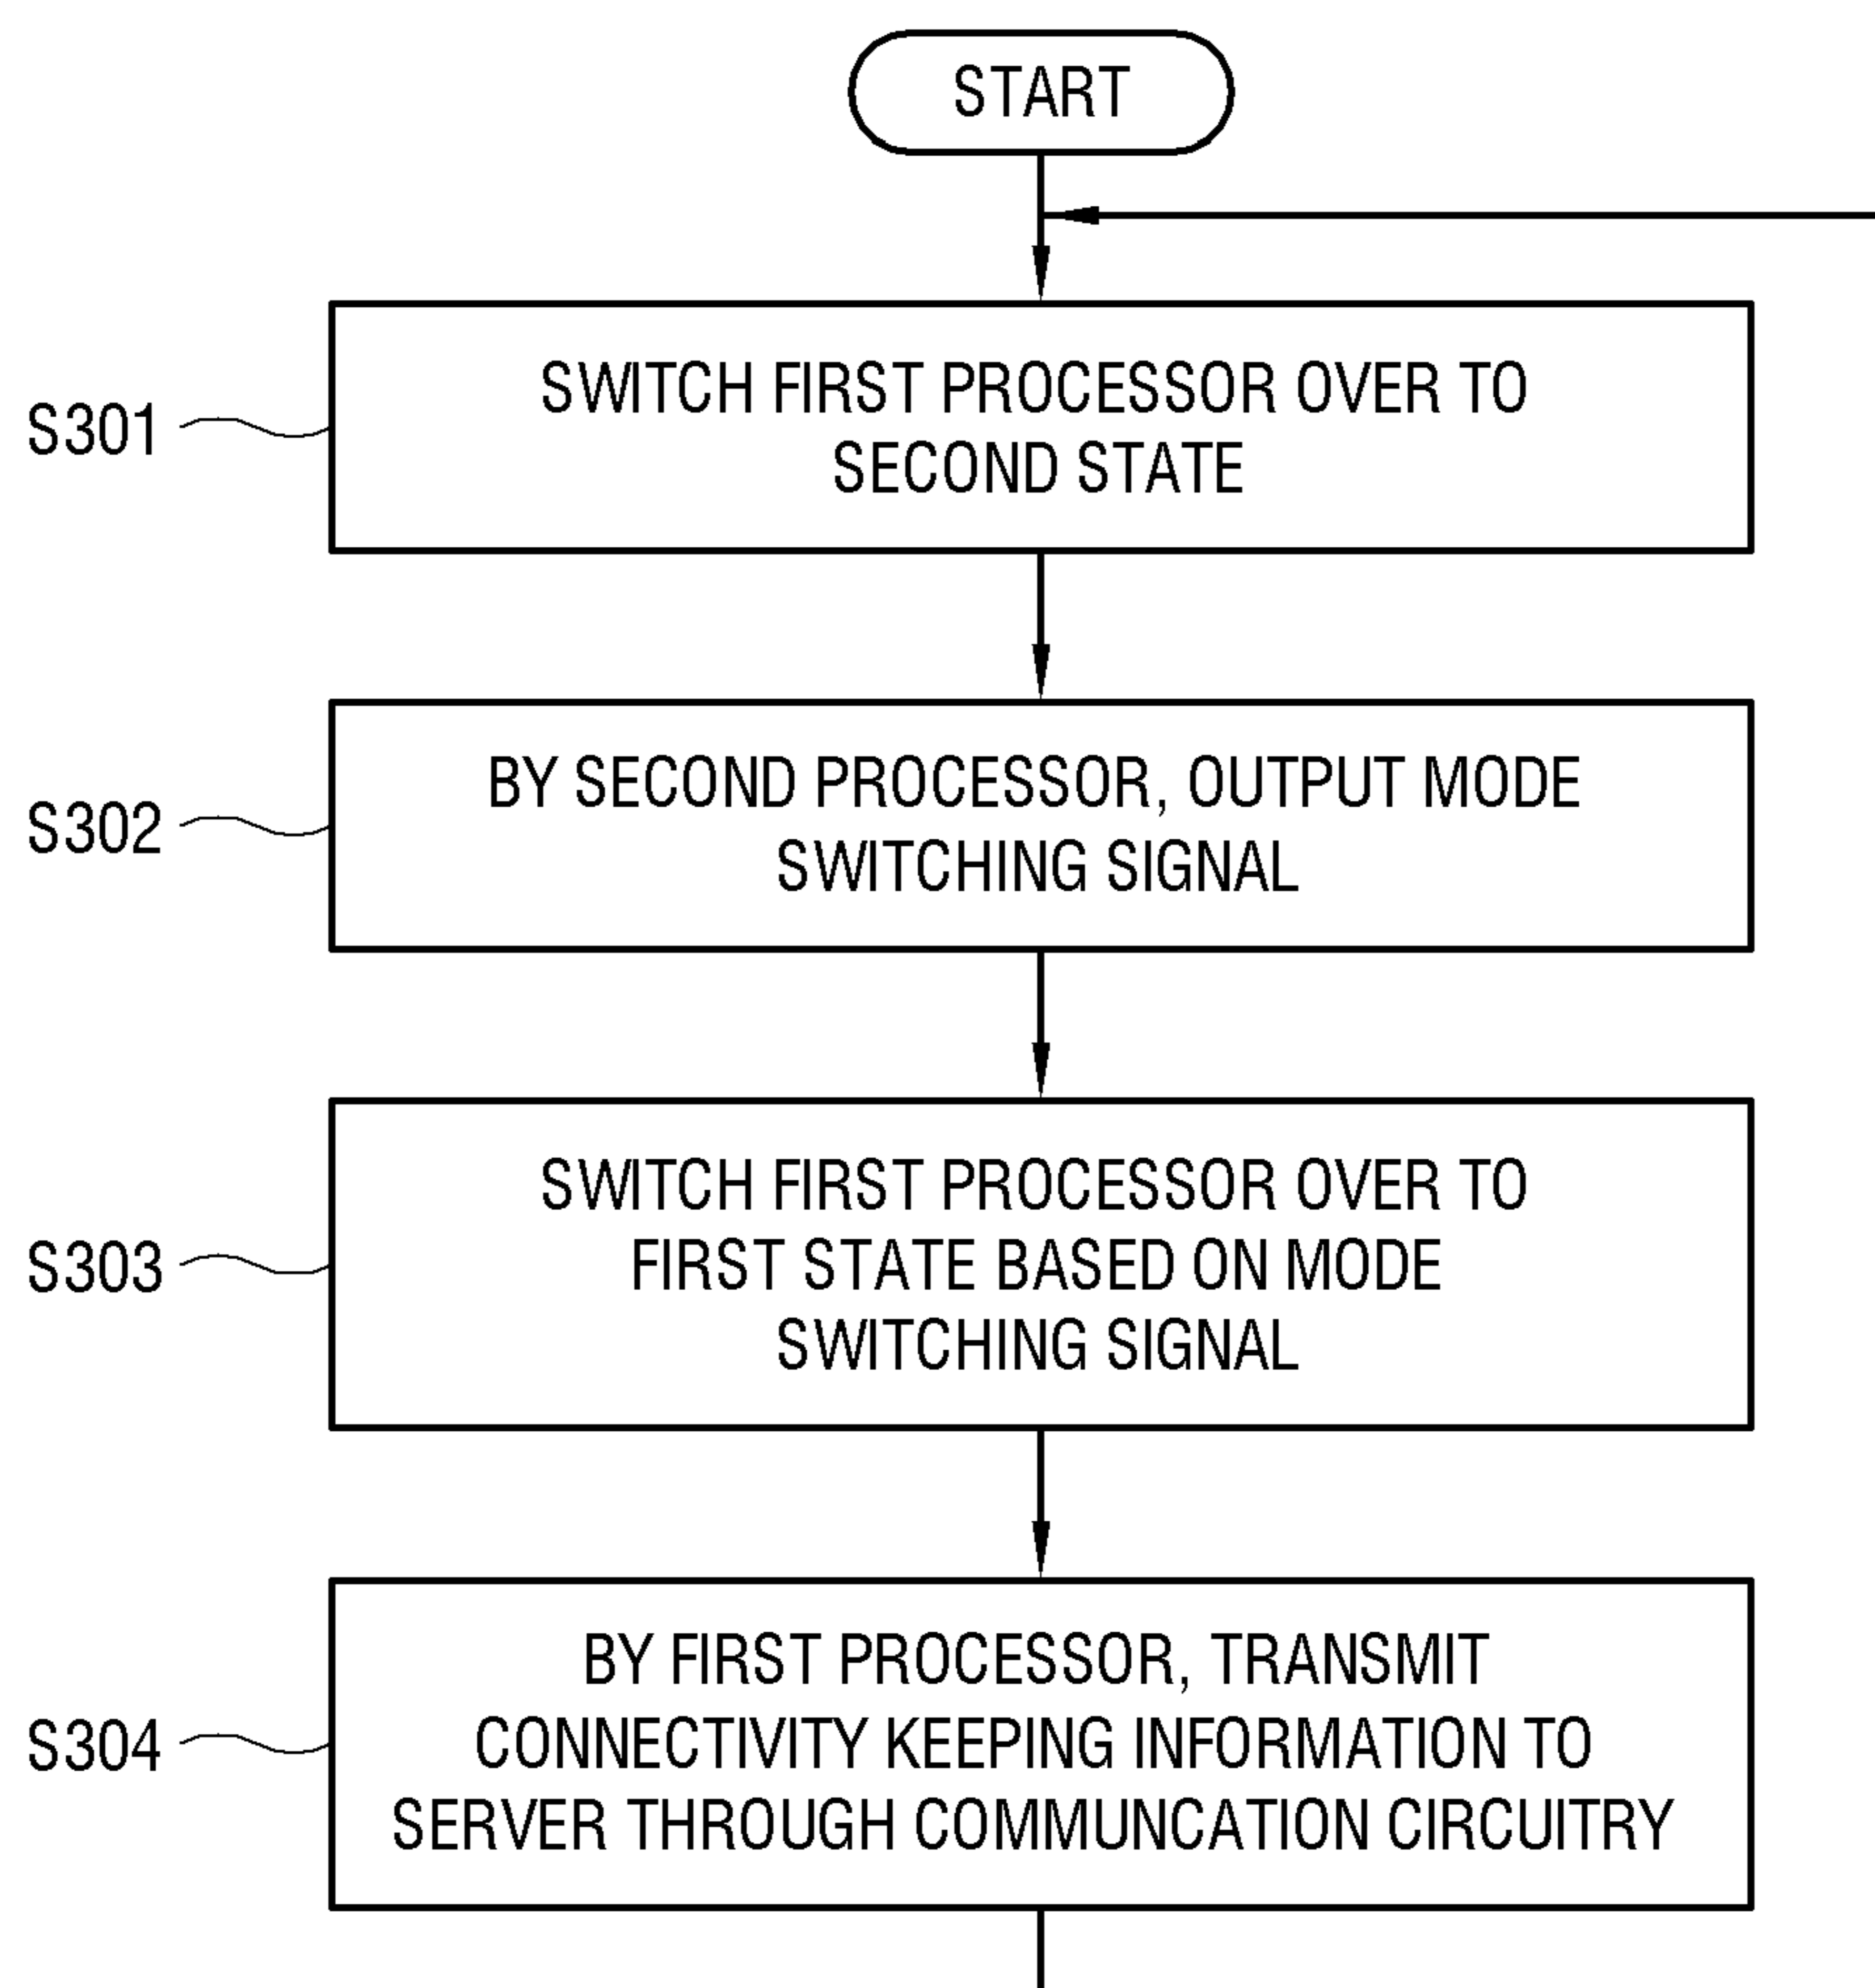 START
S301
SWITCH FIRST PROCESSOR OVER TO
SECOND STATE
S302
BY SECOND PROCESSOR, OUTPUT MODE
SWITCHING SIGNAL
S303
SWITCH FIRST PROCESSOR OVER TO
FIRST STATE BASED ON MODE
SWITCHING SIGNAL
S304
BY FIRST PROCESSOR, TRANSMIT
CONNECTIVITY KEEPING INFORMATION TO
SERVER THROUGH COMMUNCATION CIRCUITRY